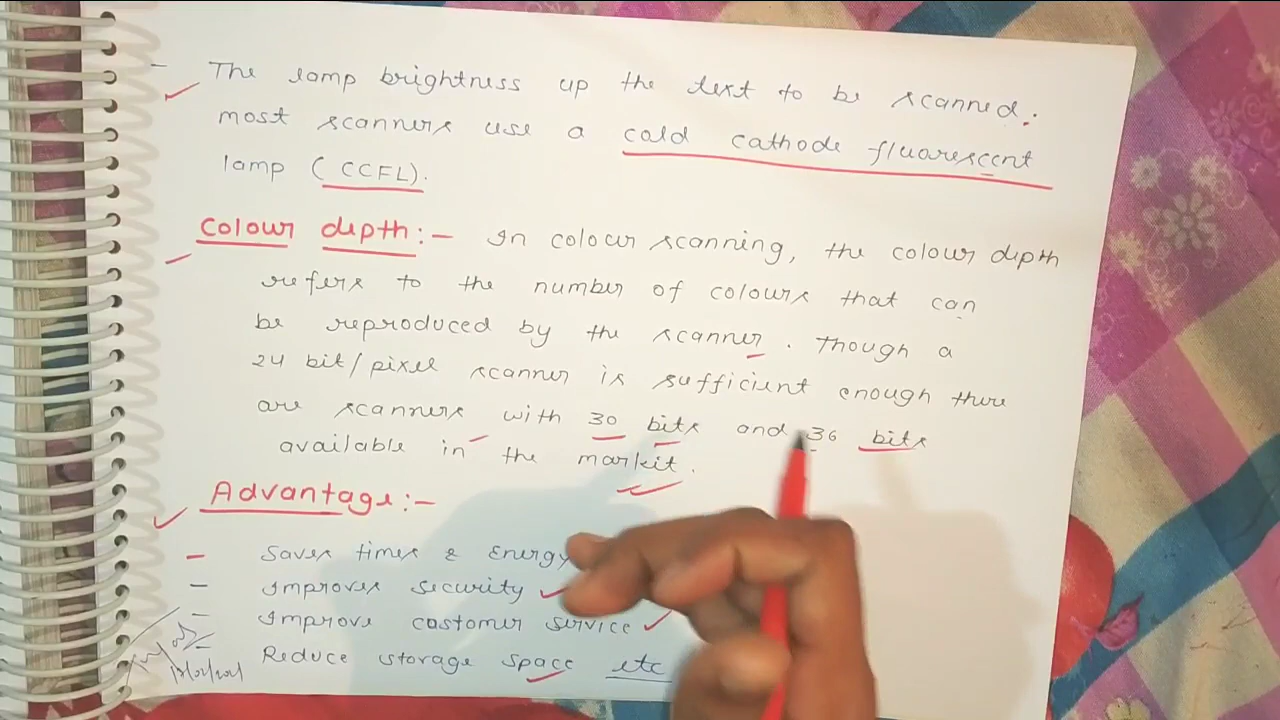 - The lamp brightness up the text to be scanned.
most scanners use a cold cathode fluorescent
lamp (CCFL).
Colour depth:- In colour scanning, the colour depth
refers to the number of colours that can
be reproduced by the scanner. Though a
24 bit/pixel scanner is sufficient enough there
are scanners with 30 bits and 36 bits
available in the market.
Advantage:-
- Saves times & Energy
- Improves security
- Improve costomer service
Reduce storage space etc